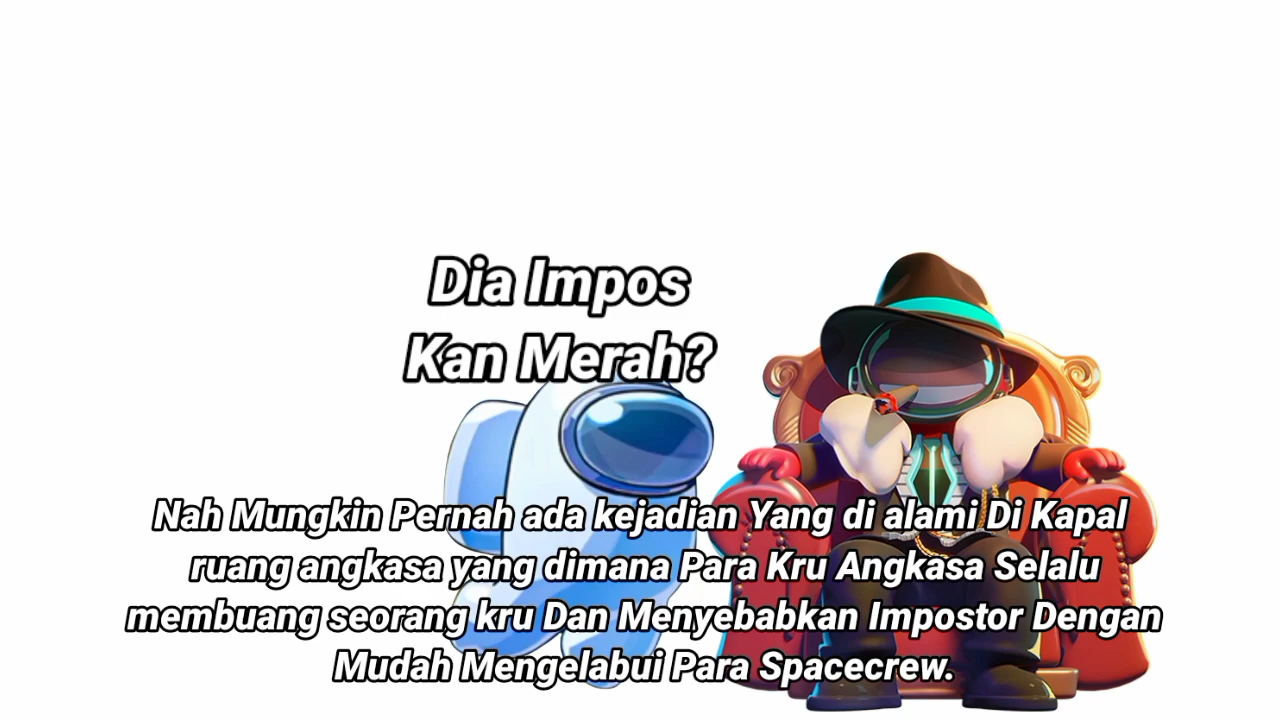 Dia Impos
Kan Merah?
Nah Mungkin Pernah ada kejadian Yang di alami Di Kapal
ruang angkasa yang dimana Para Kru Angkasa Selalu
membuang seorang kru Dan Menyebabkan Impostor Dengan
Mudah Mengelabui Para Spacecrew.